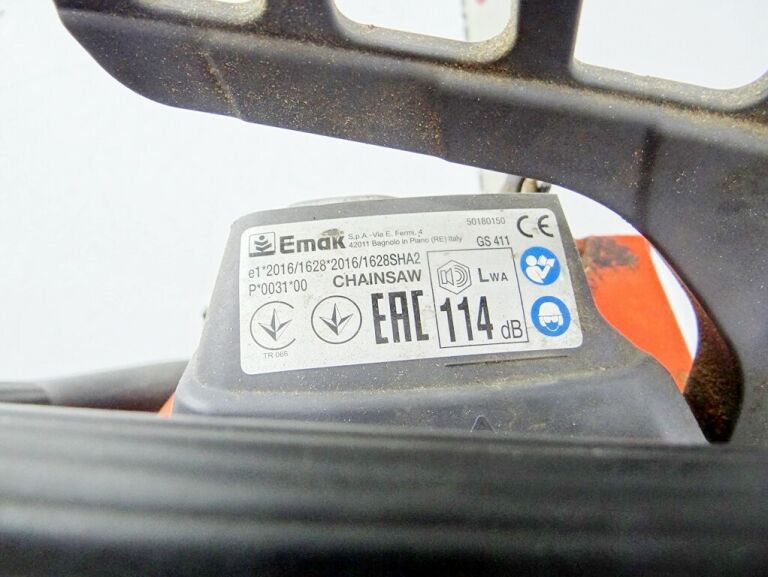 Emak S.p.A.-Via E. Fermi, 4
42011 Bagnolo in Piano (RE) Italy
50180150
GS 411
CE
e1*2016/1628*2016/1628SHA2
P*0031*00
CHAINSAW
LWA
114 dB
EAC
TR 066